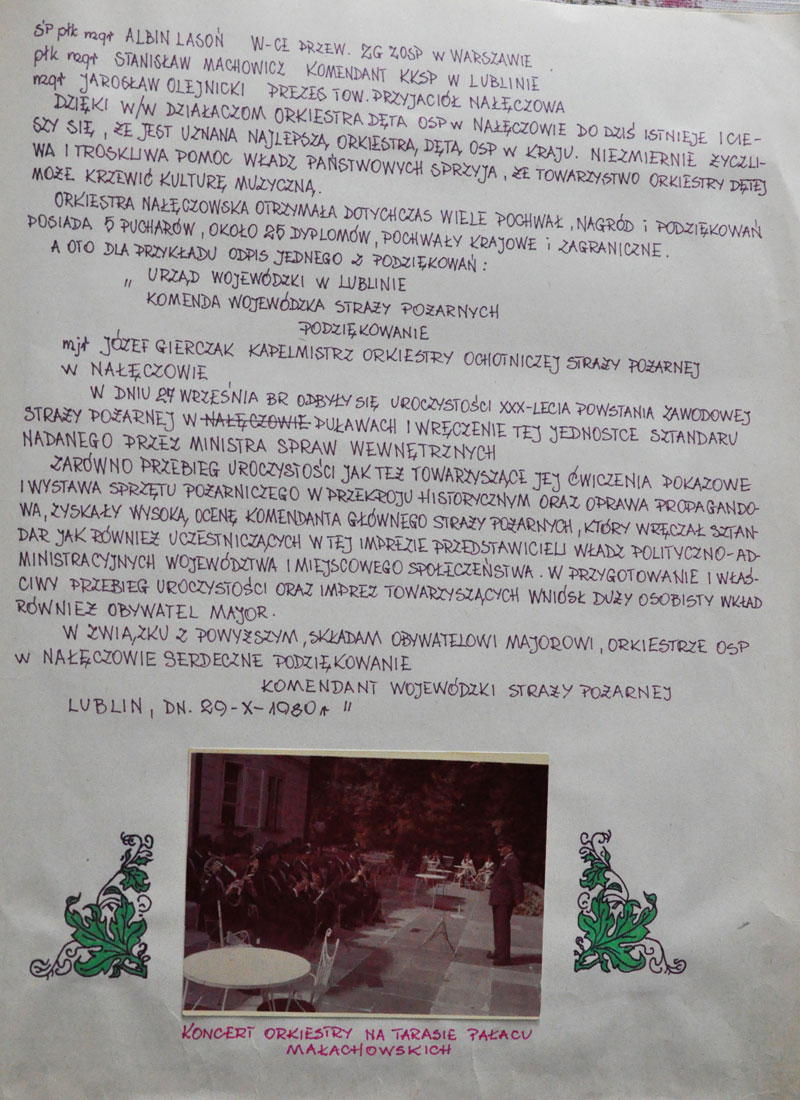 ŚP płk mgr ALBIN LASOŃ W-CE PRZEW. ZG ZOSP w WARSZAWIE
płk mgr STANISŁAW MACHOWICZ KOMENDANT KKSP W LUBLINIE
mgr JAROSŁAW OLEJNICKI PREZES TOW. PRZYJACIÓŁ NAŁĘCZOWA
DZIĘKI W/W DZIAŁACZOM ORKIESTRA DĘTA OSP w NAŁĘCZOWIE DO DZIŚ ISTNIEJE I CIE-
SZY SIĘ, ŻE JEST UZNANA NAJLEPSZĄ ORKIESTRĄ DĘTĄ OSP W KRAJU. NIEZMIERNIE ŻYCZLI-
WA I TROSKLIWA POMOC WŁADZ PAŃSTWOWYCH SPRZYJA, ŻE TOWARZYSTWO ORKIESTRY DĘTEJ
MOŻE KRZEWIĆ KULTURĘ MUZYCZNĄ.
ORKIESTRA NAŁĘCZOWSKA OTRZYMAŁA DOTYCHCZAS WIELE POCHWAŁ, NAGRÓD i PODZIĘKOWAŃ
POSIADA 5 PUCHARÓW, OKOŁO 25 DYPLOMÓW, POCHWAŁY KRAJOWE i ZAGRANICZNE.
A OTO DLA PRZYKŁADU ODPIS JEDNEGO Z PODZIĘKOWAŃ:
„ URZĄD WOJEWÓDZKI W LUBLINIE
KOMENDA WOJEWÓDZKA STRAŻY POŻARNYCH
PODZIĘKOWANIE
mjr JÓZEF GIERCZAK KAPELMISTRZ ORKIESTRY OCHOTNICZEJ STRAŻY POŻARNEJ
W NAŁĘCZOWIE
W DNIU 27 WRZEŚNIA BR ODBYŁY SIĘ UROCZYSTOŚCI XXX-LECIA POWSTANIA ZAWODOWEJ
STRAŻY POŻARNEJ W NAŁĘCZOWIE PUŁAWACH I WRĘCZENIE TEJ JEDNOSTCE SZTANDARU
NADANEGO PRZEZ MINISTRA SPRAW WEWNĘTRZNYCH
ZARÓWNO PRZEBIEG UROCZYSTOŚCI JAK TEŻ TOWARZYSZĄCE JEJ ĆWICZENIA POKAZOWE
I WYSTAWA SPRZĘTU POŻARNICZEGO W PRZEKROJU HISTORYCZNYM ORAZ OPRAWA PROPAGANDO-
WA, ZYSKAŁY WYSOKĄ OCENĘ KOMENDANTA GŁÓWNEGO STRAŻY POŻARNYCH, KTÓRY WRĘCZAŁ SZTAN-
DAR JAK RÓWNIEŻ UCZESTNICZĄCYCH W TEJ IMPREZIE PRZEDSTAWICIELI WŁADZ POLITYCZNO-AD-
MINISTRACYJNYCH WOJEWÓDZTWA I MIEJSCOWEGO SPOŁECZEŃSTWA. W PRZYGOTOWANIE I WŁAŚ-
CIWY PRZEBIEG UROCZYSTOŚCI ORAZ IMPREZ TOWARZYSZĄCYCH WNIÓSŁ DUŻY OSOBISTY WKŁAD
RÓWNIEŻ OBYWATEL MAJOR.
W ZWIĄZKU Z POWYŻSZYM, SKŁADAM OBYWATELOWI MAJOROWI, ORKIESTRZE OSP
w NAŁĘCZOWIE SERDECZNE PODZIĘKOWANIE
KOMENDANT WOJEWÓDZKI STRAŻY POŻARNEJ
LUBLIN, DN. 29-X-1980r "
KONCERT ORKIESTRY NA TARASIE PAŁACU
MAŁACHOWSKICH